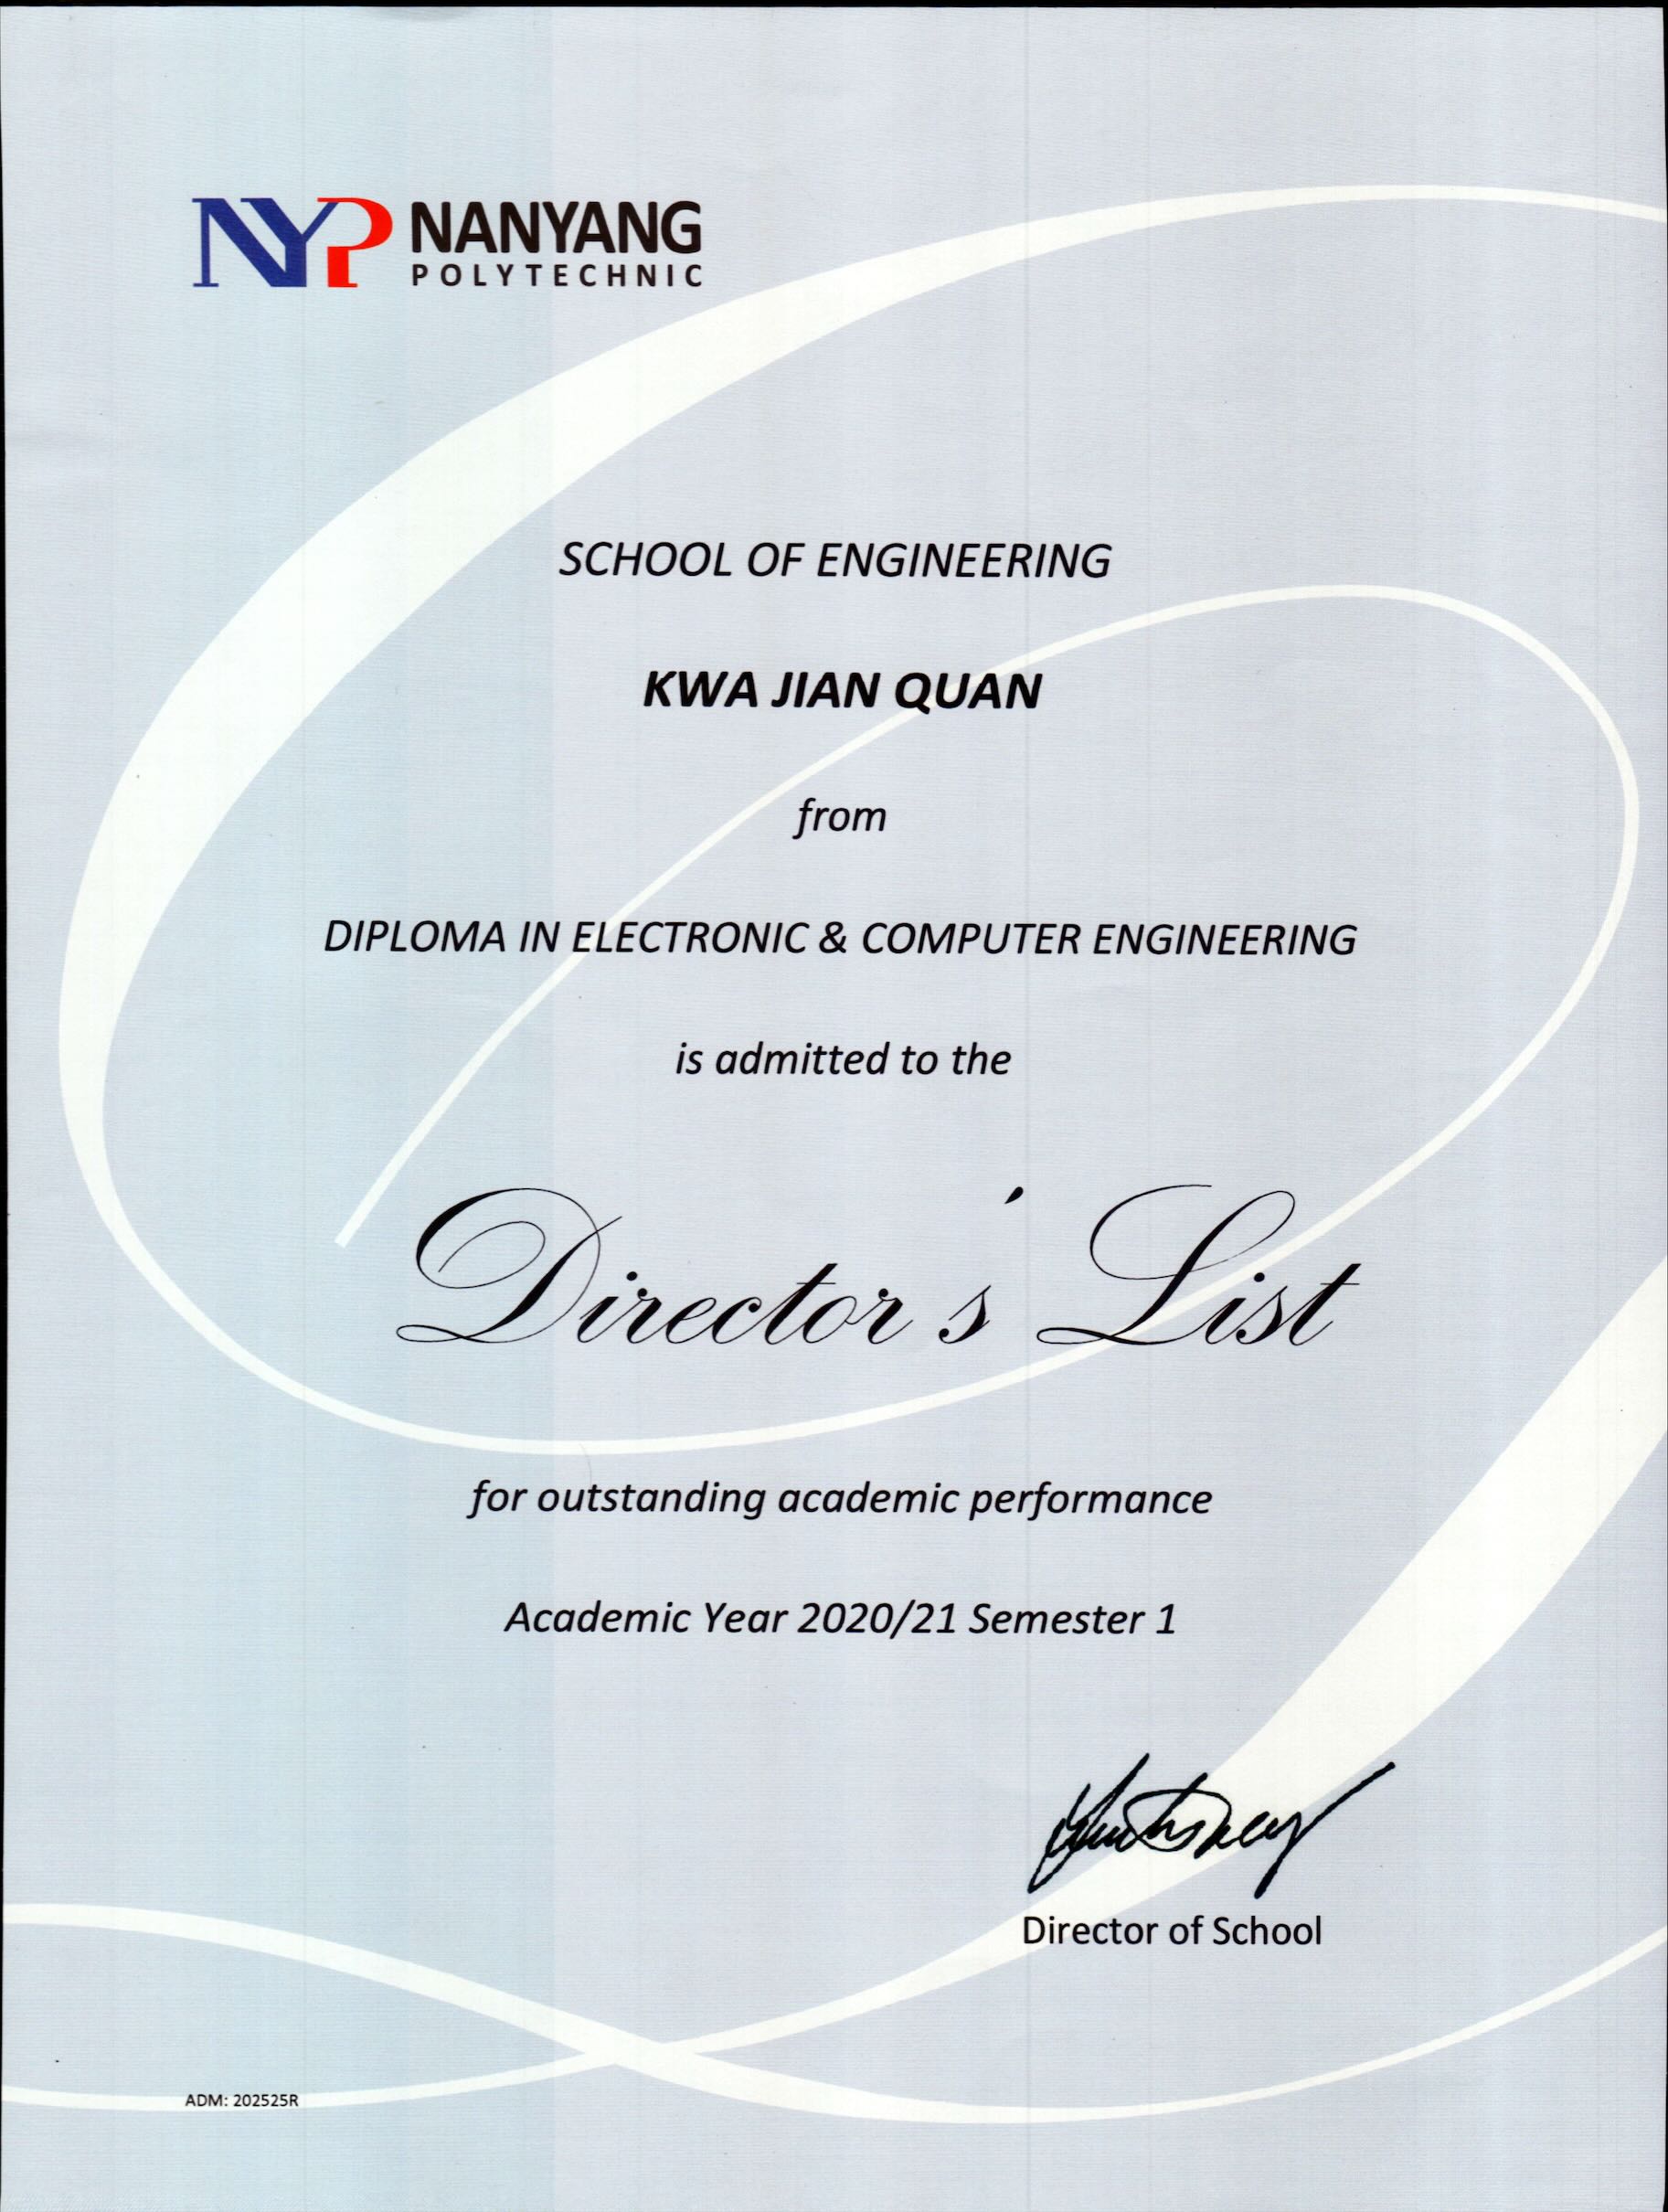 NYP NANYANG
POLYTECHNIC
SCHOOL OF ENGINEERING
KWA JIAN QUAN
from
DIPLOMA IN ELECTRONIC & COMPUTER ENGINEERING
is admitted to the
Director's List
for outstanding academic performance
Academic Year 2020/21 Semester 1
Director of School
ADM: 202525R